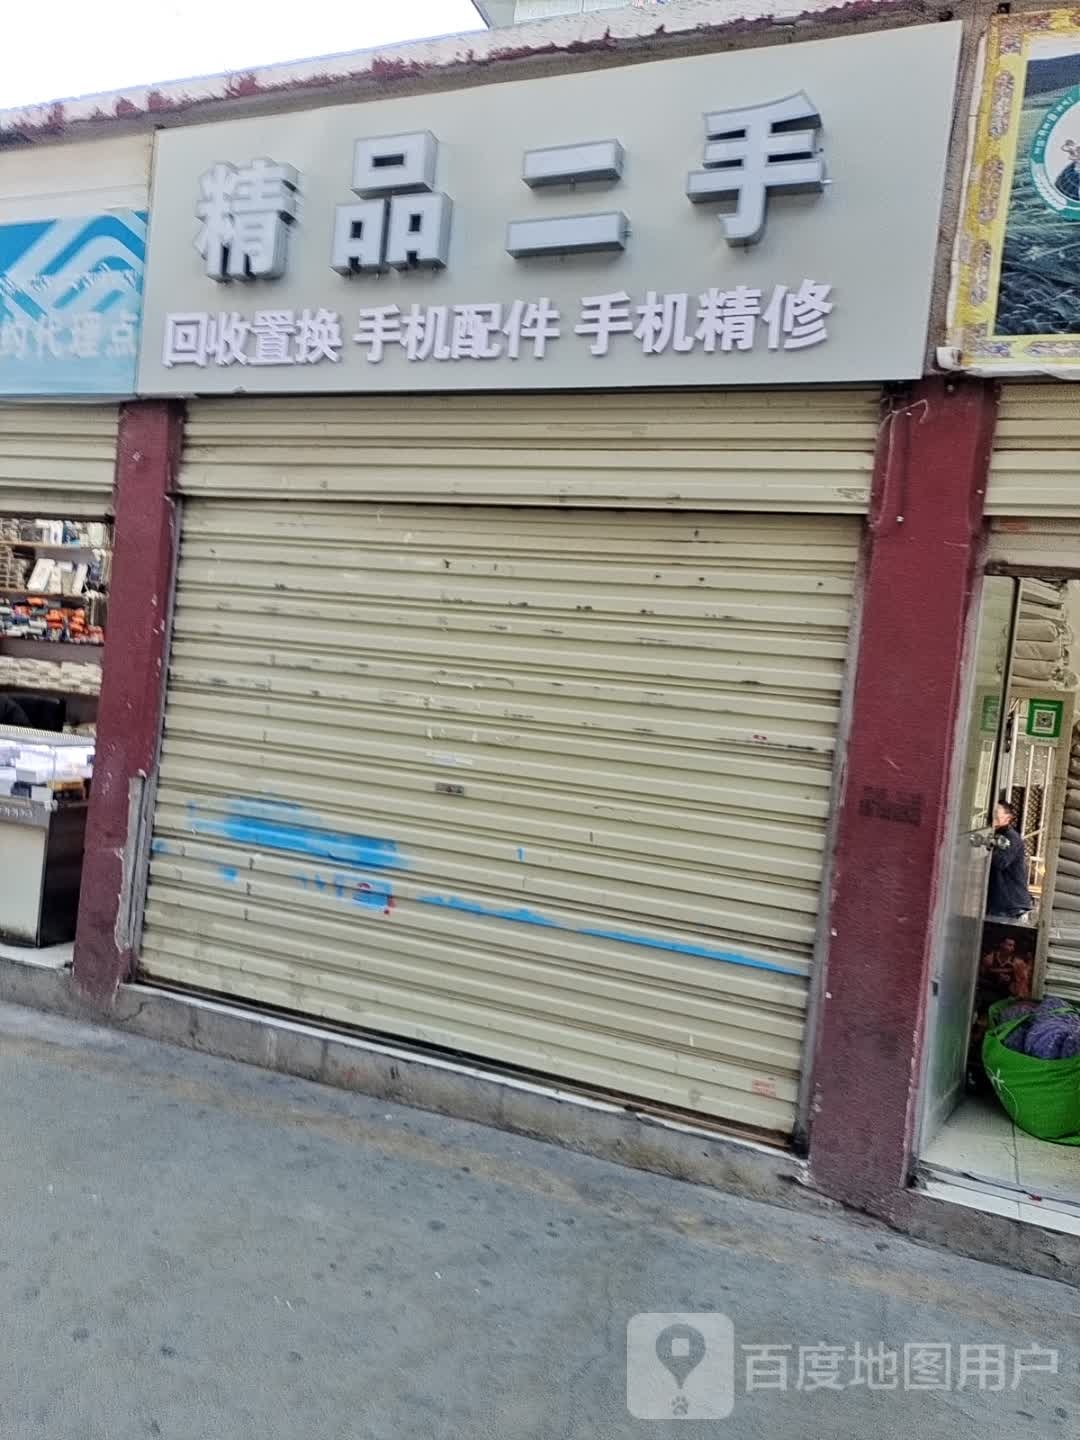 精品二手
回收置换 手机配件 手机精修
的代理点
百度地图用户